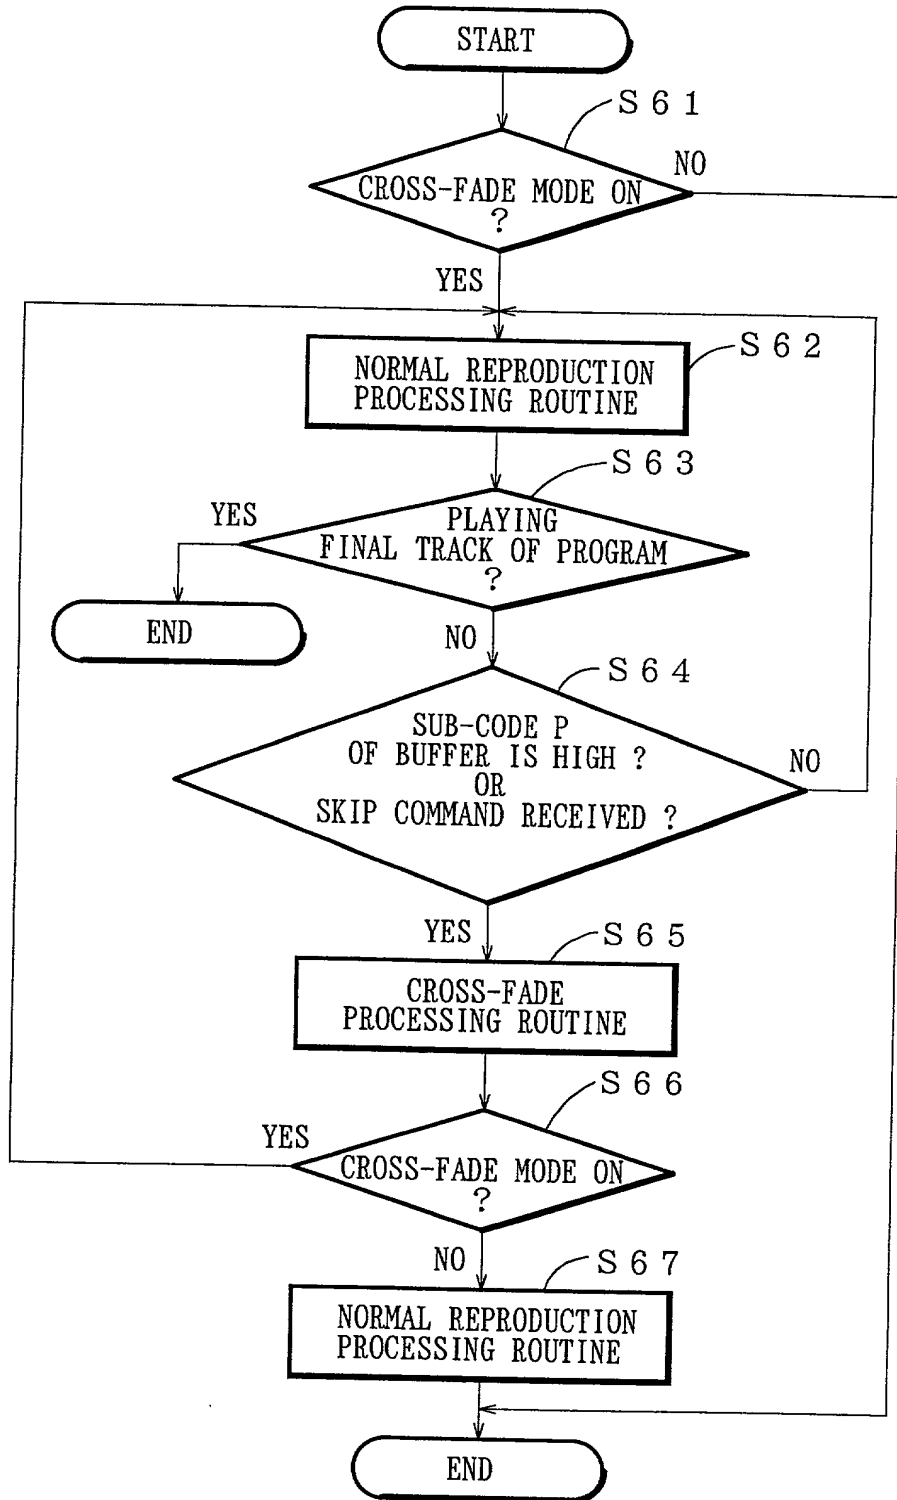 START
S61
CROSS-FADE MODE ON
?
NO
YES
S62
NORMAL REPRODUCTION
PROCESSING ROUTINE
S63
PLAYING
FINAL TRACK OF PROGRAM
?
YES
END
NO
S64
SUB-CODE P
OF BUFFER IS HIGH ?
OR
SKIP COMMAND RECEIVED ?
NO
YES
S65
CROSS-FADE
PROCESSING ROUTINE
S66
CROSS-FADE MODE ON
?
YES
NO
S67
NORMAL REPRODUCTION
PROCESSING ROUTINE
END